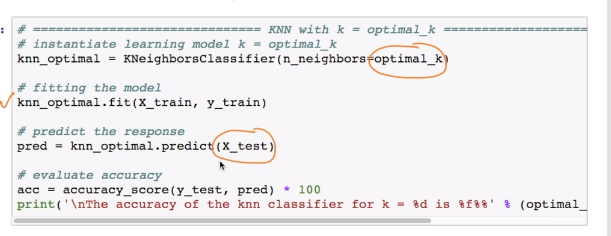 :
# ============================== KNN with k = optimal_k ====================
# instantiate learning model k = optimal_k
knn_optimal = KNeighborsClassifier(n_neighbors=optimal_k)
# fitting the model
knn_optimal.fit(X_train, y_train)
# predict the response
pred = knn_optimal.predict(X_test)
# evaluate accuracy
acc = accuracy_score(y_test, pred) * 100
print('\nThe accuracy of the knn classifier for k = %d is %f%%' % (optimal_